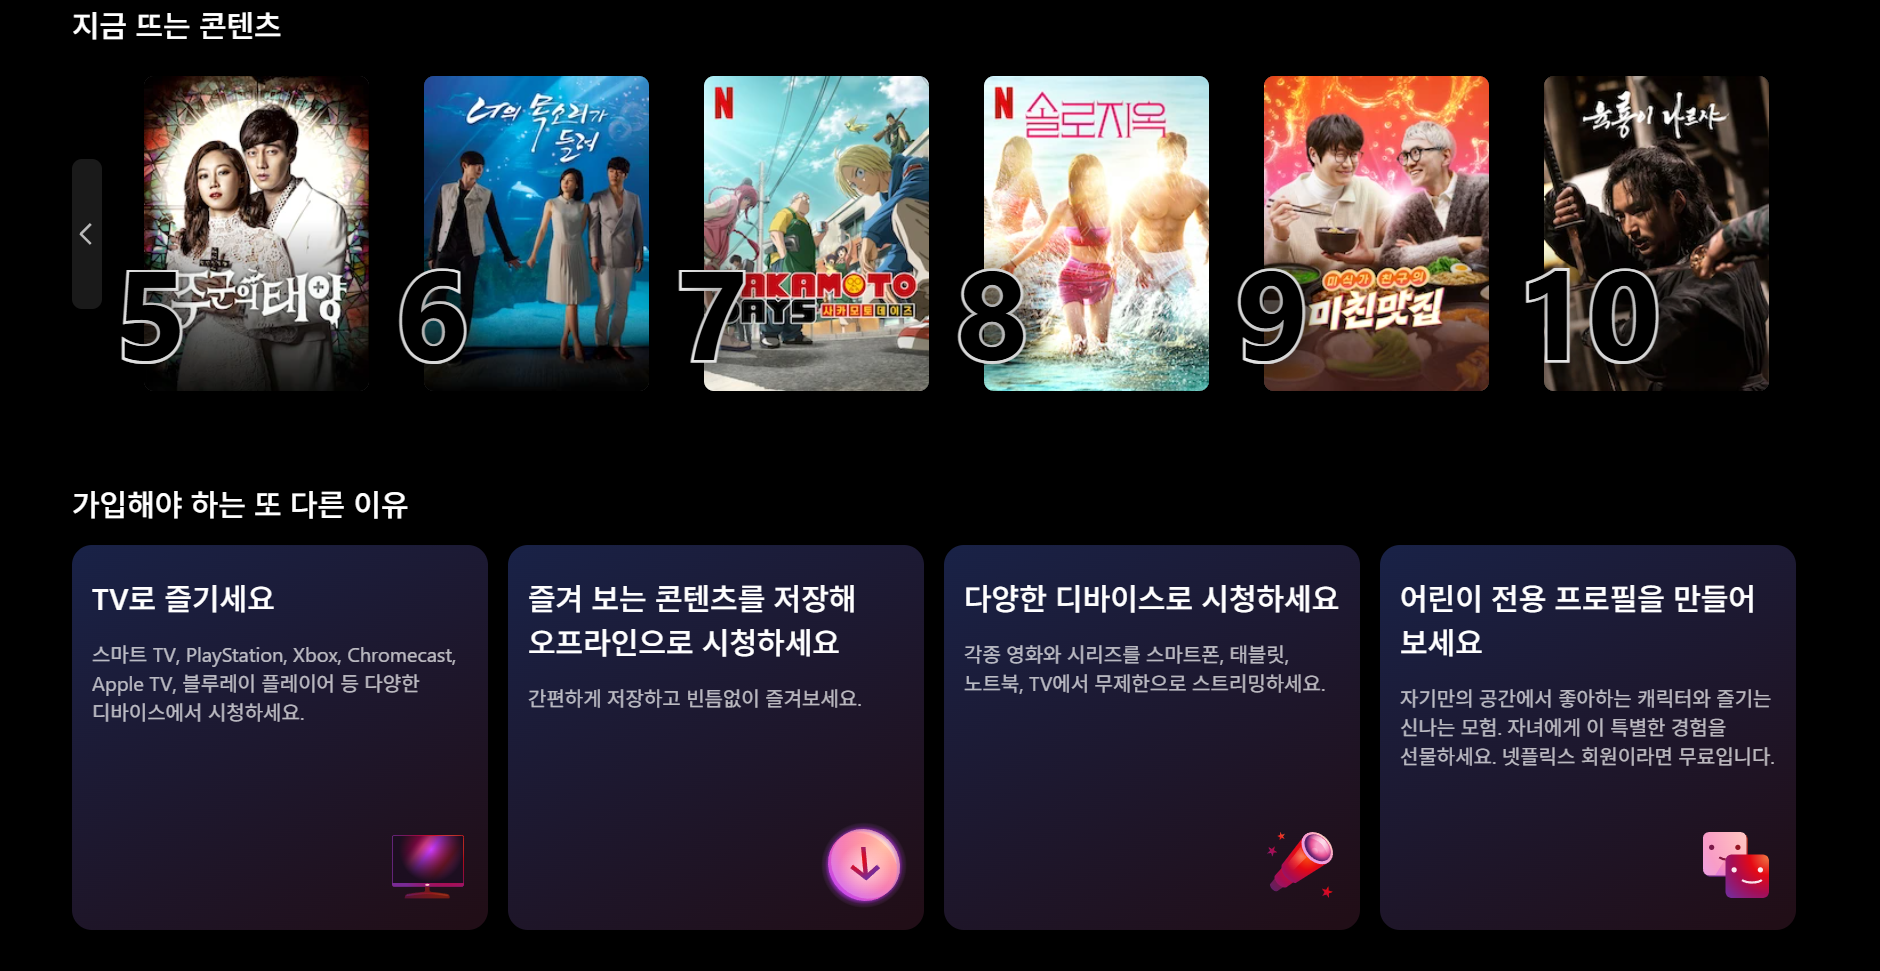 지금 뜨는 콘텐츠
주군의 태양
5
너의 목소리가
들려
6
N
SAKAMOTO
DAYS 사카모토 데이즈
7
N
솔로지옥
8
미식가 친구의
미친맛집
9
육룡이 나르샤
10
가입해야 하는 또 다른 이유
TV로 즐기세요
스마트 TV, PlayStation, Xbox, Chromecast,
Apple TV, 블루레이 플레이어 등 다양한
디바이스에서 시청하세요.
즐겨 보는 콘텐츠를 저장해
오프라인으로 시청하세요
간편하게 저장하고 빈틈없이 즐겨보세요.
다양한 디바이스로 시청하세요
각종 영화와 시리즈를 스마트폰, 태블릿,
노트북, TV에서 무제한으로 스트리밍하세요.
어린이 전용 프로필을 만들어
보세요
자기만의 공간에서 좋아하는 캐릭터와 즐기는
신나는 모험. 자녀에게 이 특별한 경험을
선물하세요. 넷플릭스 회원이라면 무료입니다.